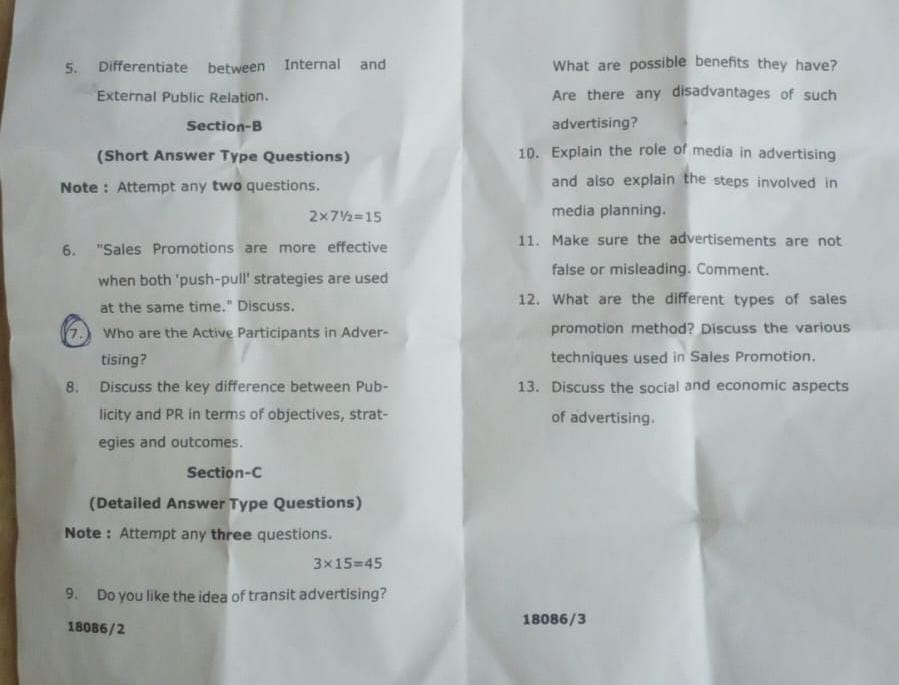 5. Differentiate between Internal and
External Public Relation.
Section-B
(Short Answer Type Questions)
Note : Attempt any two questions.
2×7½=15
6. "Sales Promotions are more effective
when both 'push-pull' strategies are used
at the same time." Discuss.
7. Who are the Active Participants in Adver-
tising?
8. Discuss the key difference between Pub-
licity and PR in terms of objectives, strat-
egies and outcomes.
Section-C
(Detailed Answer Type Questions)
Note : Attempt any three questions.
3×15=45
9. Do you like the idea of transit advertising?
18086/2
What are possible benefits they have?
Are there any disadvantages of such
advertising?
10. Explain the role of media in advertising
and also explain the steps involved in
media planning.
11. Make sure the advertisements are not
false or misleading. Comment.
12. What are the different types of sales
promotion method? Discuss the various
techniques used in Sales Promotion.
13. Discuss the social and economic aspects
of advertising.
18086/3